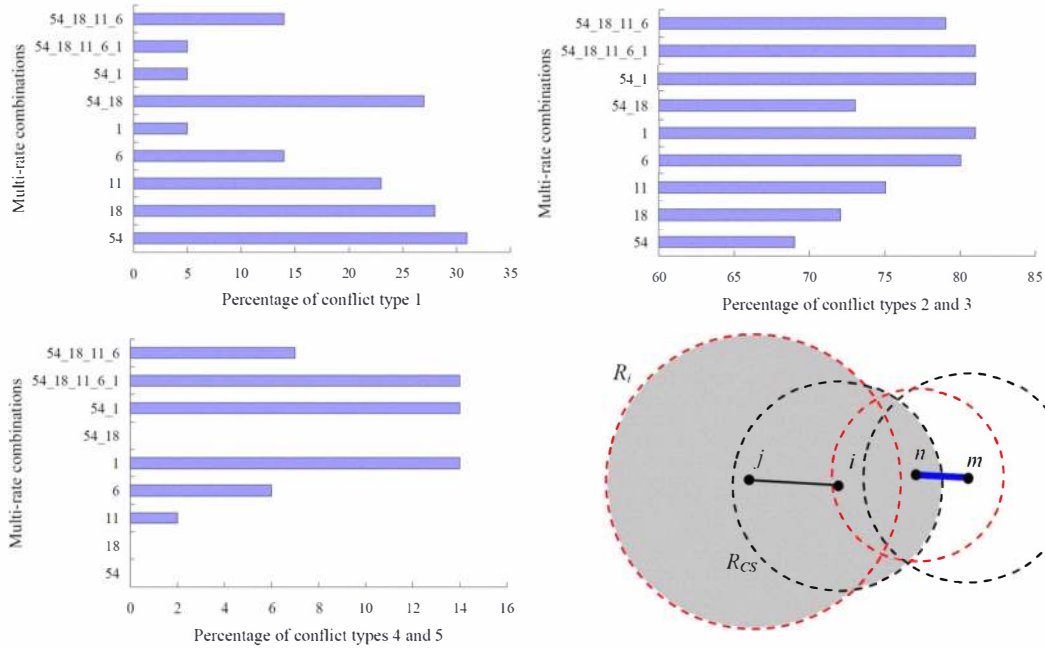 Multi-rate combinations
54_18_11_6
54_18_11_6_1
54_1
54_18
1
6
11
18
54
0 5 10 15 20 25 30 35
Percentage of conflict type 1
Multi-rate combinations
54_18_11_6
54_18_11_6_1
54_1
54_18
1
6
11
18
54
60 65 70 75 80 85
Percentage of conflict types 2 and 3
Multi-rate combinations
54_18_11_6
54_18_11_6_1
54_1
54_18
1
6
11
18
54
0 2 4 6 8 10 12 14 16
Percentage of conflict types 4 and 5
Ri
j i n m
RCS